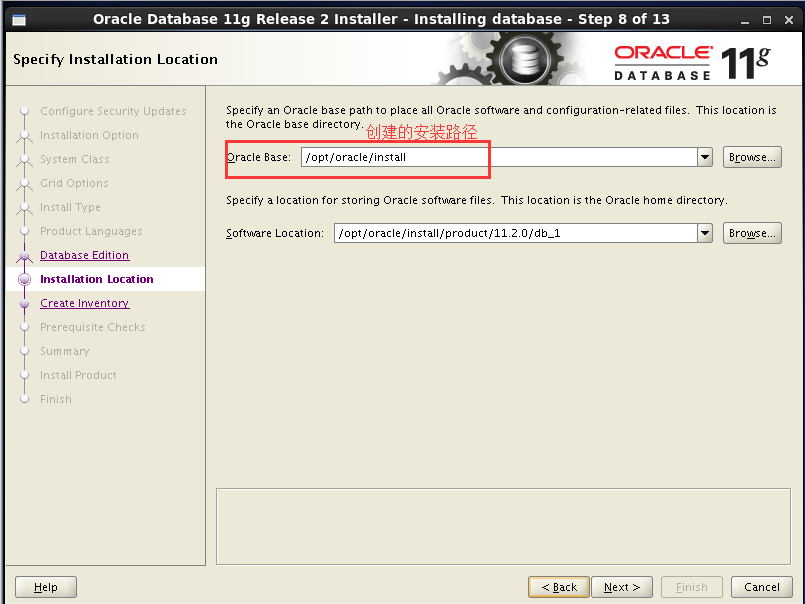 Oracle Database 11g Release 2 Installer - Installing database - Step 8 of 13
Specify Installation Location
ORACLE
DATABASE
11g
Configure Security Updates
Installation Option
System Class
Grid Options
Install Type
Product Languages
Database Edition
Installation Location
Create Inventory
Prerequisite Checks
Summary
Install Product
Finish
Specify an Oracle base path to place all Oracle software and configuration-related files. This location is
the Oracle base directory.
创建的安装路径
Oracle Base: /opt/oracle/install Browse...
Specify a location for storing Oracle software files. This location is the Oracle home directory.
Software Location: /opt/oracle/install/product/11.2.0/db_1 Browse...
Help < Back Next > Finish Cancel